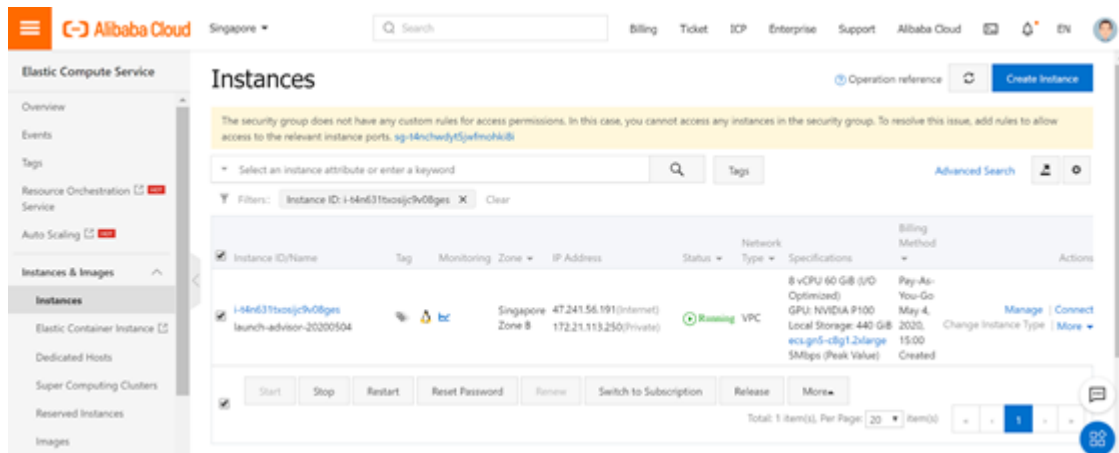 Alibaba Cloud
Singapore
Search
Billing Ticket ICP Enterprise Support Alibaba Cloud EN
Elastic Compute Service
Overview
Events
Tags
Resource Orchestration HOT
Service
Auto Scaling HOT
Instances & Images
Instances
Elastic Container Instance
Dedicated Hosts
Super Computing Clusters
Reserved Instances
Images
Instances
Operation reference
Create Instance
The security group does not have any custom rules for access permissions. In this case, you cannot access any instances in the security group. To resolve this issue, add rules to allow
access to the relevant instance ports.
Select an instance attribute or enter a keyword
Tags
Advanced Search
Filters: Instance ID: i-t4n631txosijc9v08ges X Clear
Instance ID/Name Tag Monitoring Zone IP Address Status Network Type Specifications Billing Method Actions
i-t4n631txosijc9v08ges
launch-advisor-20200504
Singapore
Zone B
47.241.56.191(Internet)
172.21.113.250(Private)
Running
VPC
8 vCPU 60 GiB (I/O
Optimized)
GPU: NVIDIA P100
Local Storage: 440 GiB
ecs.gn5-c8g1.2xlarge
5Mbps (Peak Value)
Pay-As-
You-Go
May 4,
2020,
15:00
Created
Manage | Connect
Change Instance Type | More
Start Stop Restart Reset Password Renew Switch to Subscription Release More
Total: 1 item(s), Per Page: 20 item(s) « ‹ 1 › »